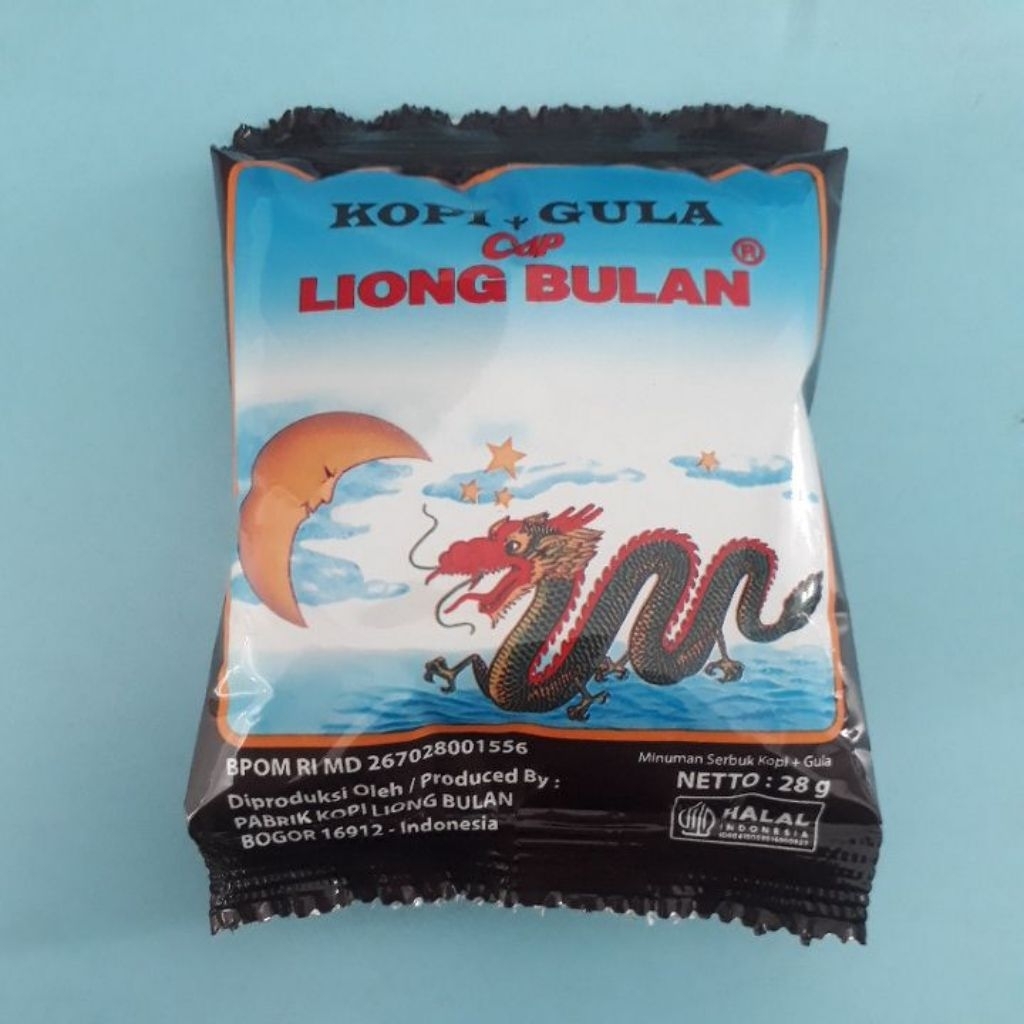 KOPI + GULA
Cap
LIONG BULAN ®
BPOM RI MD 267028001556
Diproduksi Oleh / Produced By :
PABRIK KOPI LIONG BULAN
BOGOR 16912 - Indonesia
Minuman Serbuk Kopi + Gula
NETTO : 28 g
HALAL
INDONESIA